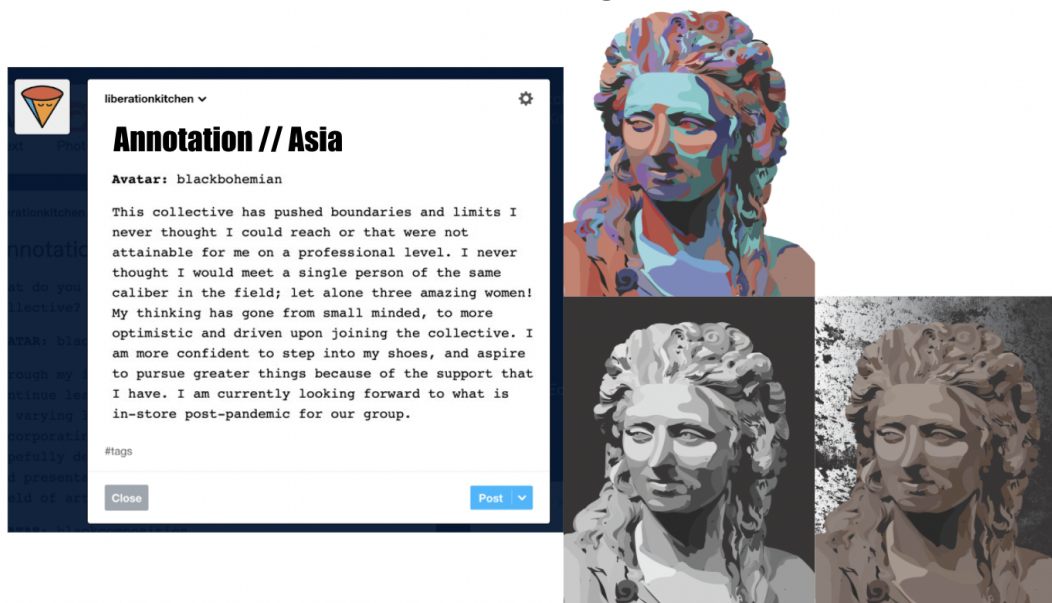 liberationkitchen
Annotation // Asia
Avatar: blackbohemian
This collective has pushed boundaries and limits I
never thought I could reach or that were not
attainable for me on a professional level. I never
thought I would meet a single person of the same
caliber in the field; let alone three amazing women!
My thinking has gone from small minded, to more
optimistic and driven upon joining the collective. I
am more confident to step into my shoes, and aspire
to pursue greater things because of the support that
I have. I am currently looking forward to what is
in-store post-pandemic for our group.
#tags
Close
Post